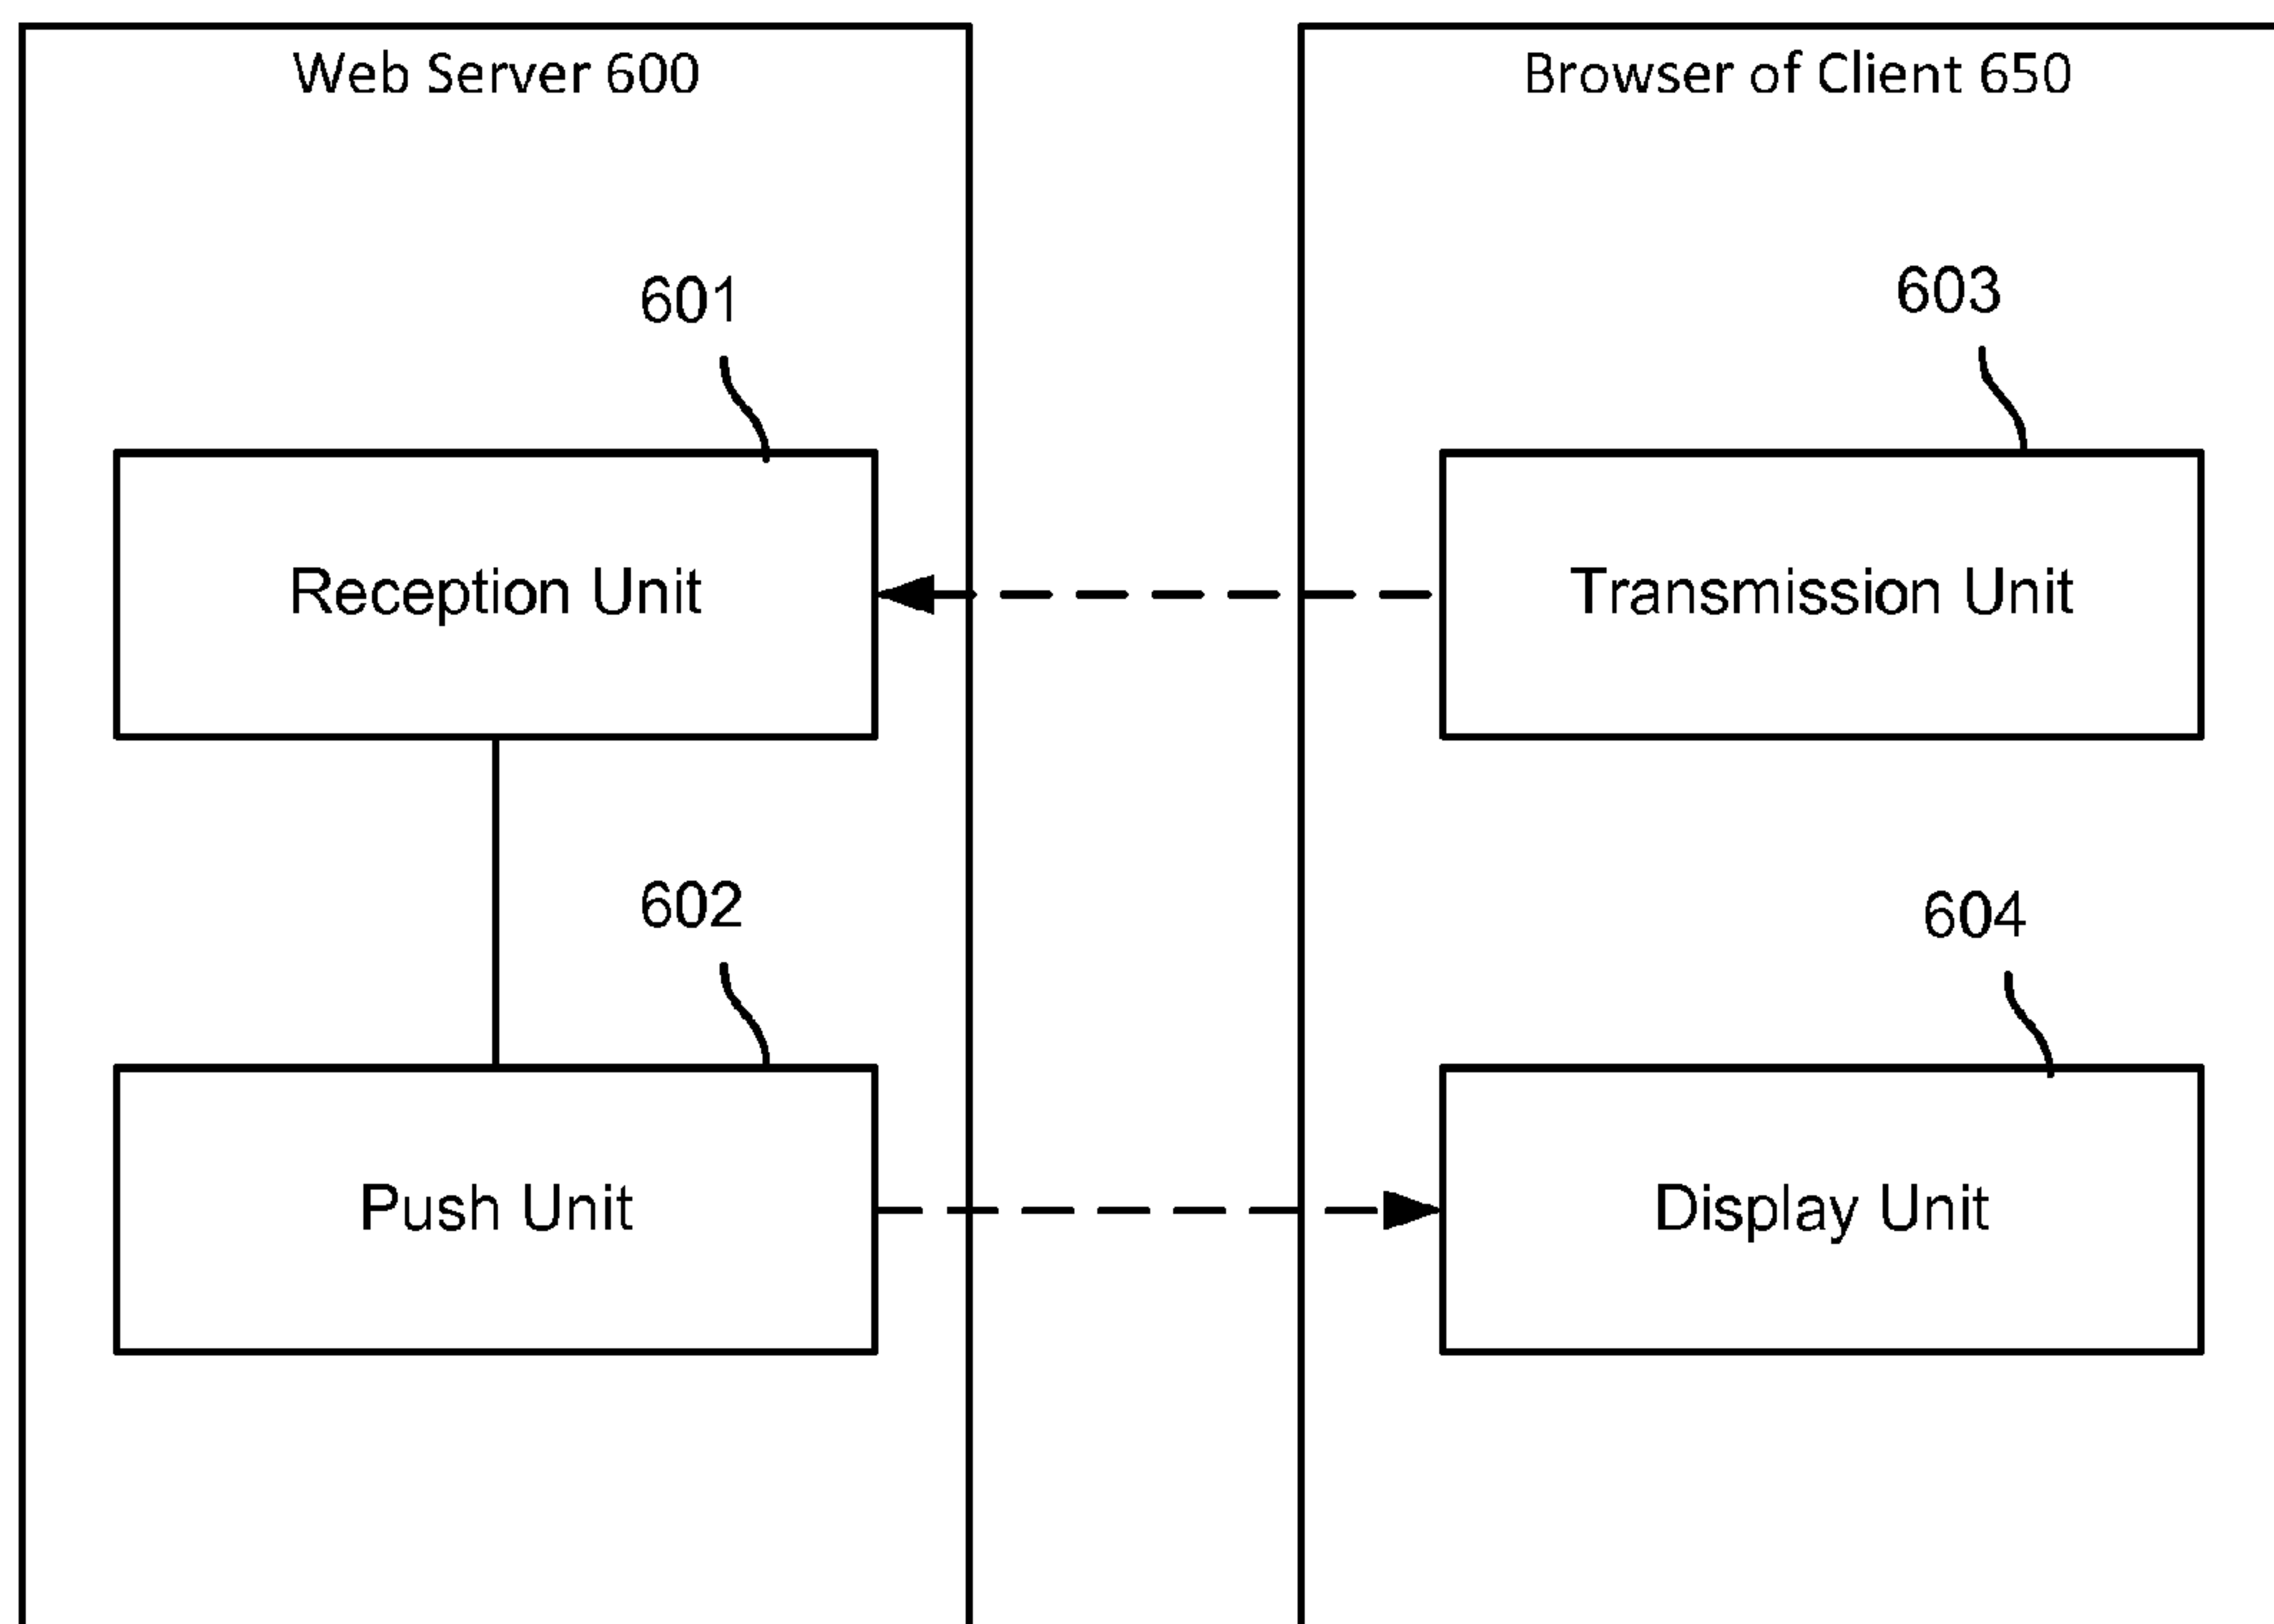 Web Server 600
Browser of Client 650
601
603
Reception Unit
Transmission Unit
602
604
Push Unit
Display Unit